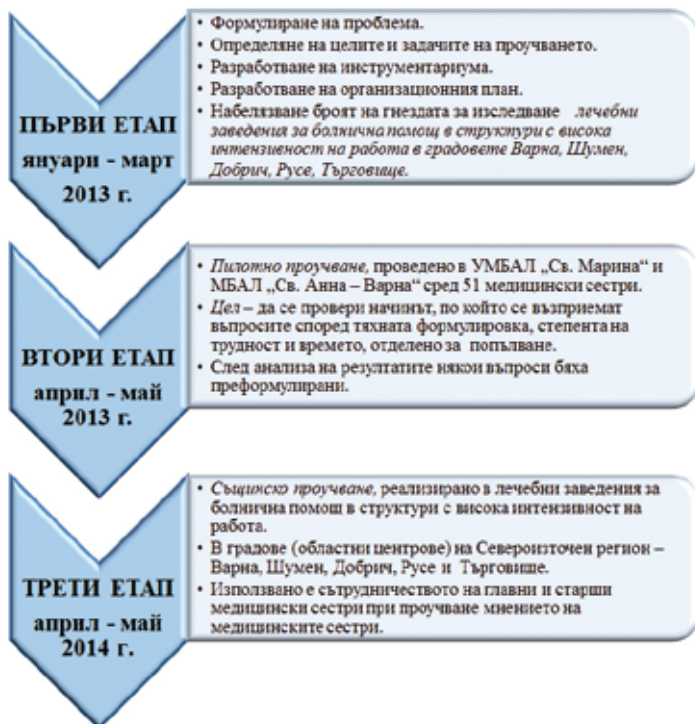 ПЪРВИ ЕТАП
януари - март
2013 г.
• Формулиране на проблема.
• Определяне на целите и задачите на проучването.
• Разработване на инструментариума.
• Разработване на организационния план.
• Набелязване броят на гнездата за изследване лечебни
заведения за болнична помощ в структури с висока
интензивност на работа в градовете Варна, Шумен,
Добрич, Русе, Търговище.
ВТОРИ ЕТАП
април - май
2013 г.
• Пилотно проучване, проведено в УМБАЛ „Св. Марина“ и
МБАЛ „Св. Анна – Варна“ сред 51 медицински сестри.
• Цел – да се провери начинът, по който се възприемат
въпросите според тяхната формулировка, степента на
трудност и времето, отделено за попълване.
• След анализа на резултатите някои въпроси бяха
преформулирани.
ТРЕТИ ЕТАП
април - май
2014 г.
• Същинско проучване, реализирано в лечебни заведения за
болнична помощ в структури с висока интензивност на
работа.
• В градове (областни центрове) на Североизточен регион –
Варна, Шумен, Добрич, Русе и Търговище.
• Използвано е сътрудничеството на главни и старши
медицински сестри при проучване мнението на
медицинските сестри.